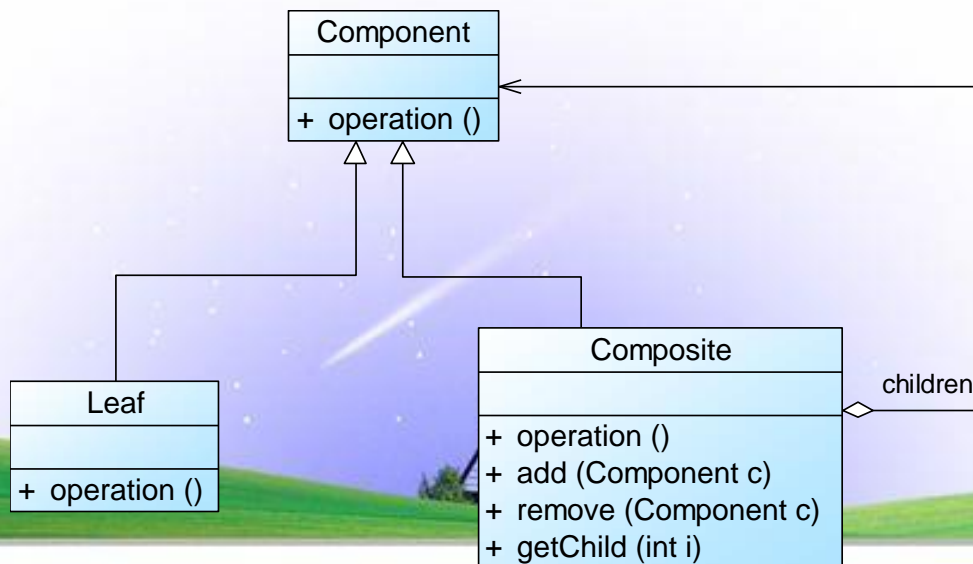 Component
+ operation ()
Leaf
+ operation ()
Composite
+ operation ()
+ add (Component c)
+ remove (Component c)
+ getChild (int i)
children